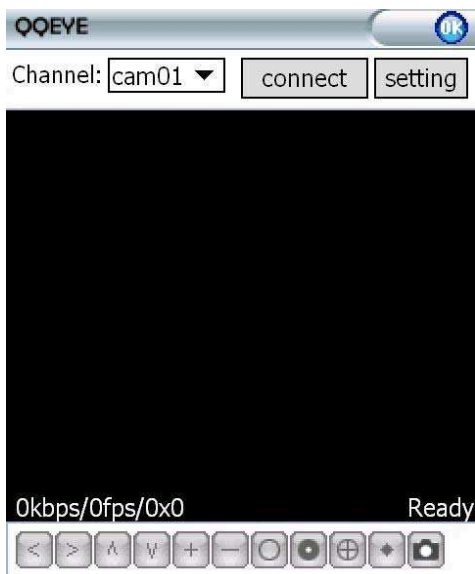 QQEYE OK
Channel: cam01 connect setting
0kbps/0fps/0x0 Ready
< > ∧ ∨ + −